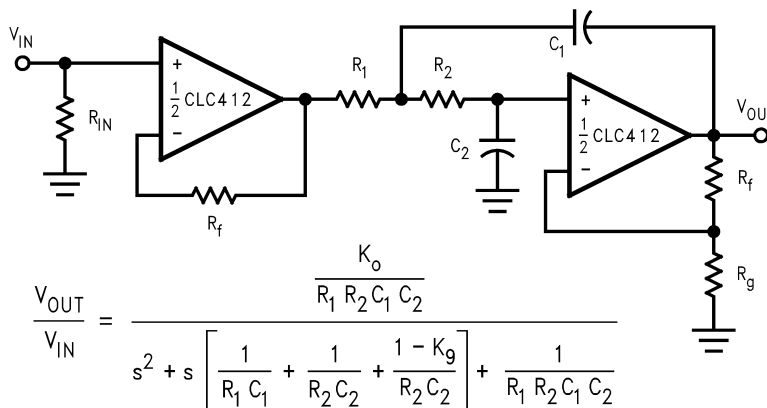 V_IN
R_IN
+
1/2 CLC412
−
R_f
R_1
R_2
C_1
C_2
+
1/2 CLC412
−
V_OU
R_f
R_g
V_OUT / V_IN = (K_o / (R_1 R_2 C_1 C_2)) / (s^2 + s [ 1/(R_1 C_1) + 1/(R_2 C_2) + (1 − K_9)/(R_2 C_2) ] + 1/(R_1 R_2 C_1 C_2))